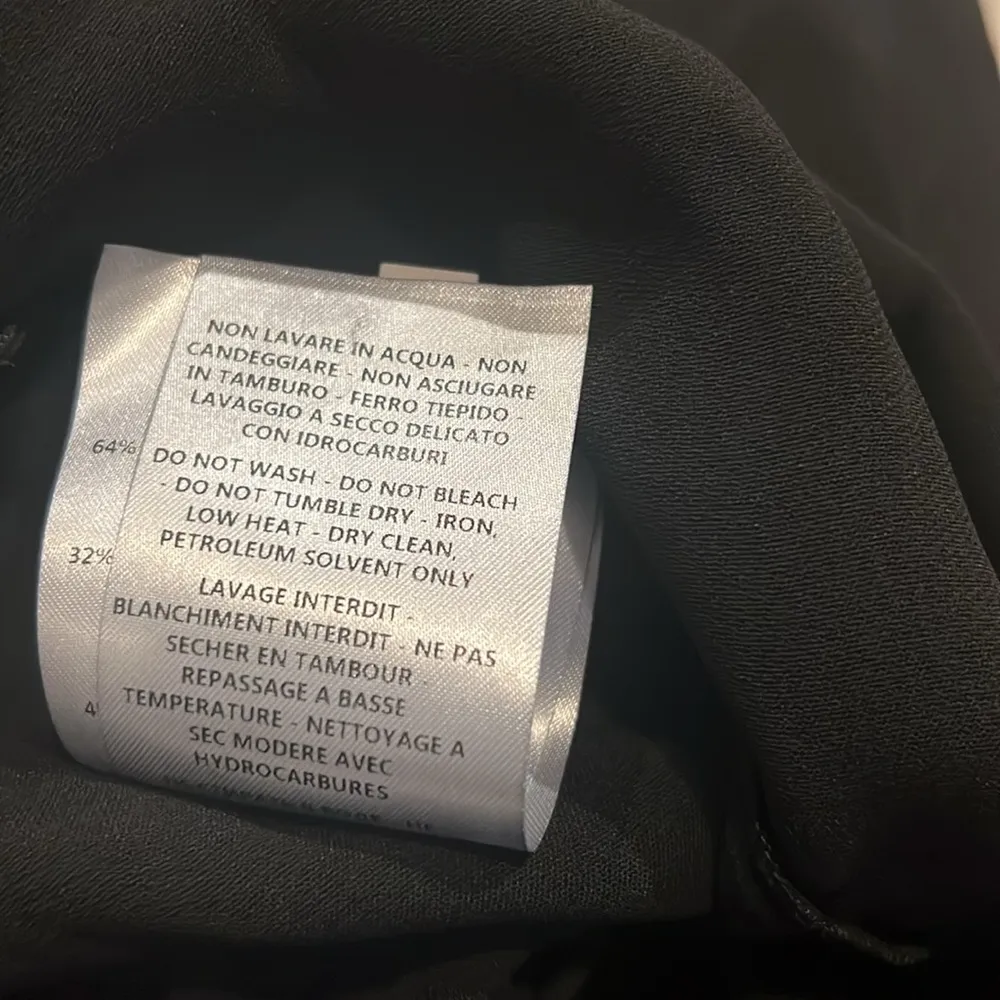 NON LAVARE IN ACQUA - NON
CANDEGGIARE - NON ASCIUGARE
IN TAMBURO - FERRO TIEPIDO -
LAVAGGIO A SECCO DELICATO
CON IDROCARBURI
DO NOT WASH - DO NOT BLEACH
- DO NOT TUMBLE DRY - IRON,
LOW HEAT - DRY CLEAN,
PETROLEUM SOLVENT ONLY
LAVAGE INTERDIT -
BLANCHIMENT INTERDIT - NE PAS
SECHER EN TAMBOUR -
REPASSAGE A BASSE
TEMPERATURE - NETTOYAGE A
SEC MODERE AVEC
HYDROCARBURES
64%
32%
4